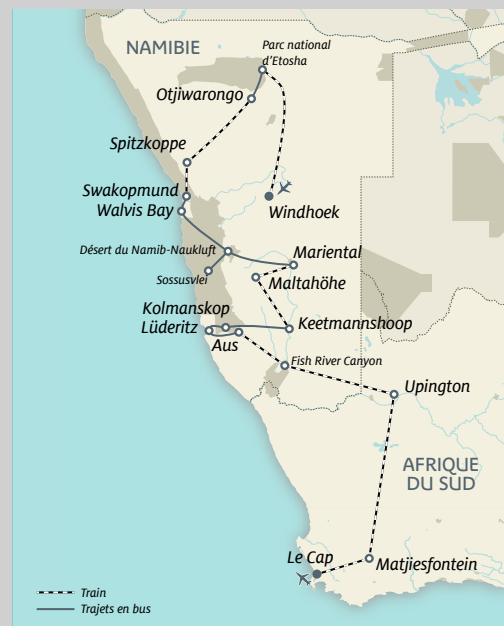 NAMIBIE
Parc national
d'Etosha
Otjiwarongo
Spitzkoppe
Swakopmund
Walvis Bay
Windhoek
Désert du Namib-Naukluft
Mariental
Sossusvlei
Maltahöhe
Kolmanskop
Lüderitz
Keetmannshoop
Aus
Fish River Canyon
Upington
AFRIQUE
DU SUD
Le Cap
Matjiesfontein
Train
Trajets en bus